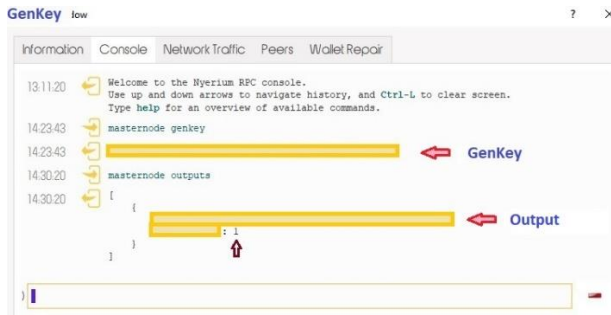 GenKey low ? ×
Information Console Network Traffic Peers Wallet Repair
13:11:20 Welcome to the Nyerium RPC console.
Use up and down arrows to navigate history, and Ctrl-L to clear screen.
Type help for an overview of available commands.
14:23:43 masternode genkey
14:23:43 GenKey
14:30:20 masternode outputs
14:30:20 [
{
Output
: 1
}
]